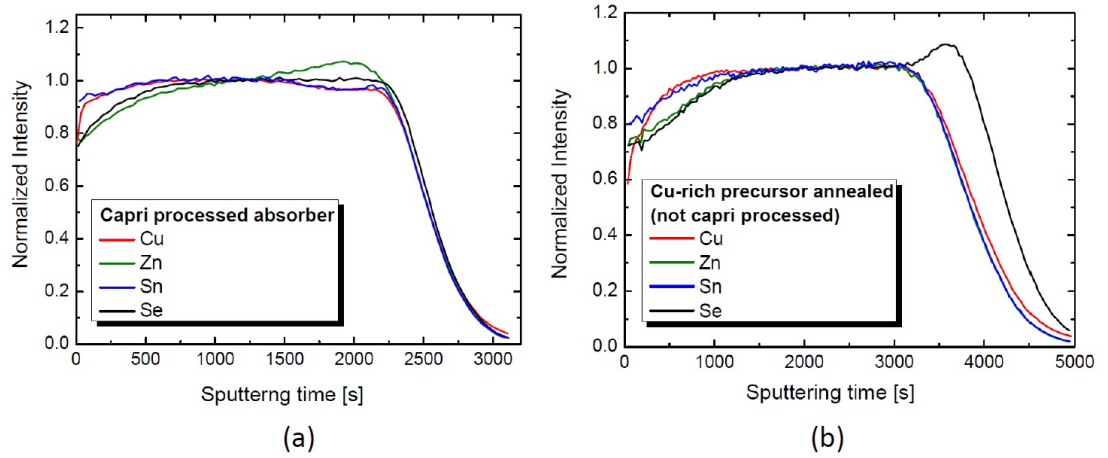 1.2
1.0
0.8
0.6
0.4
0.2
0.0
Normalized Intensity
Capri processed absorber
Cu
Zn
Sn
Se
0 500 1000 1500 2000 2500 3000
Sputterng time [s]
(a)
1.2
1.0
0.8
0.6
0.4
0.2
0.0
Normalized Intensity
Cu-rich precursor annealed
(not capri processed)
Cu
Zn
Sn
Se
0 1000 2000 3000 4000 5000
Sputtering time [s]
(b)